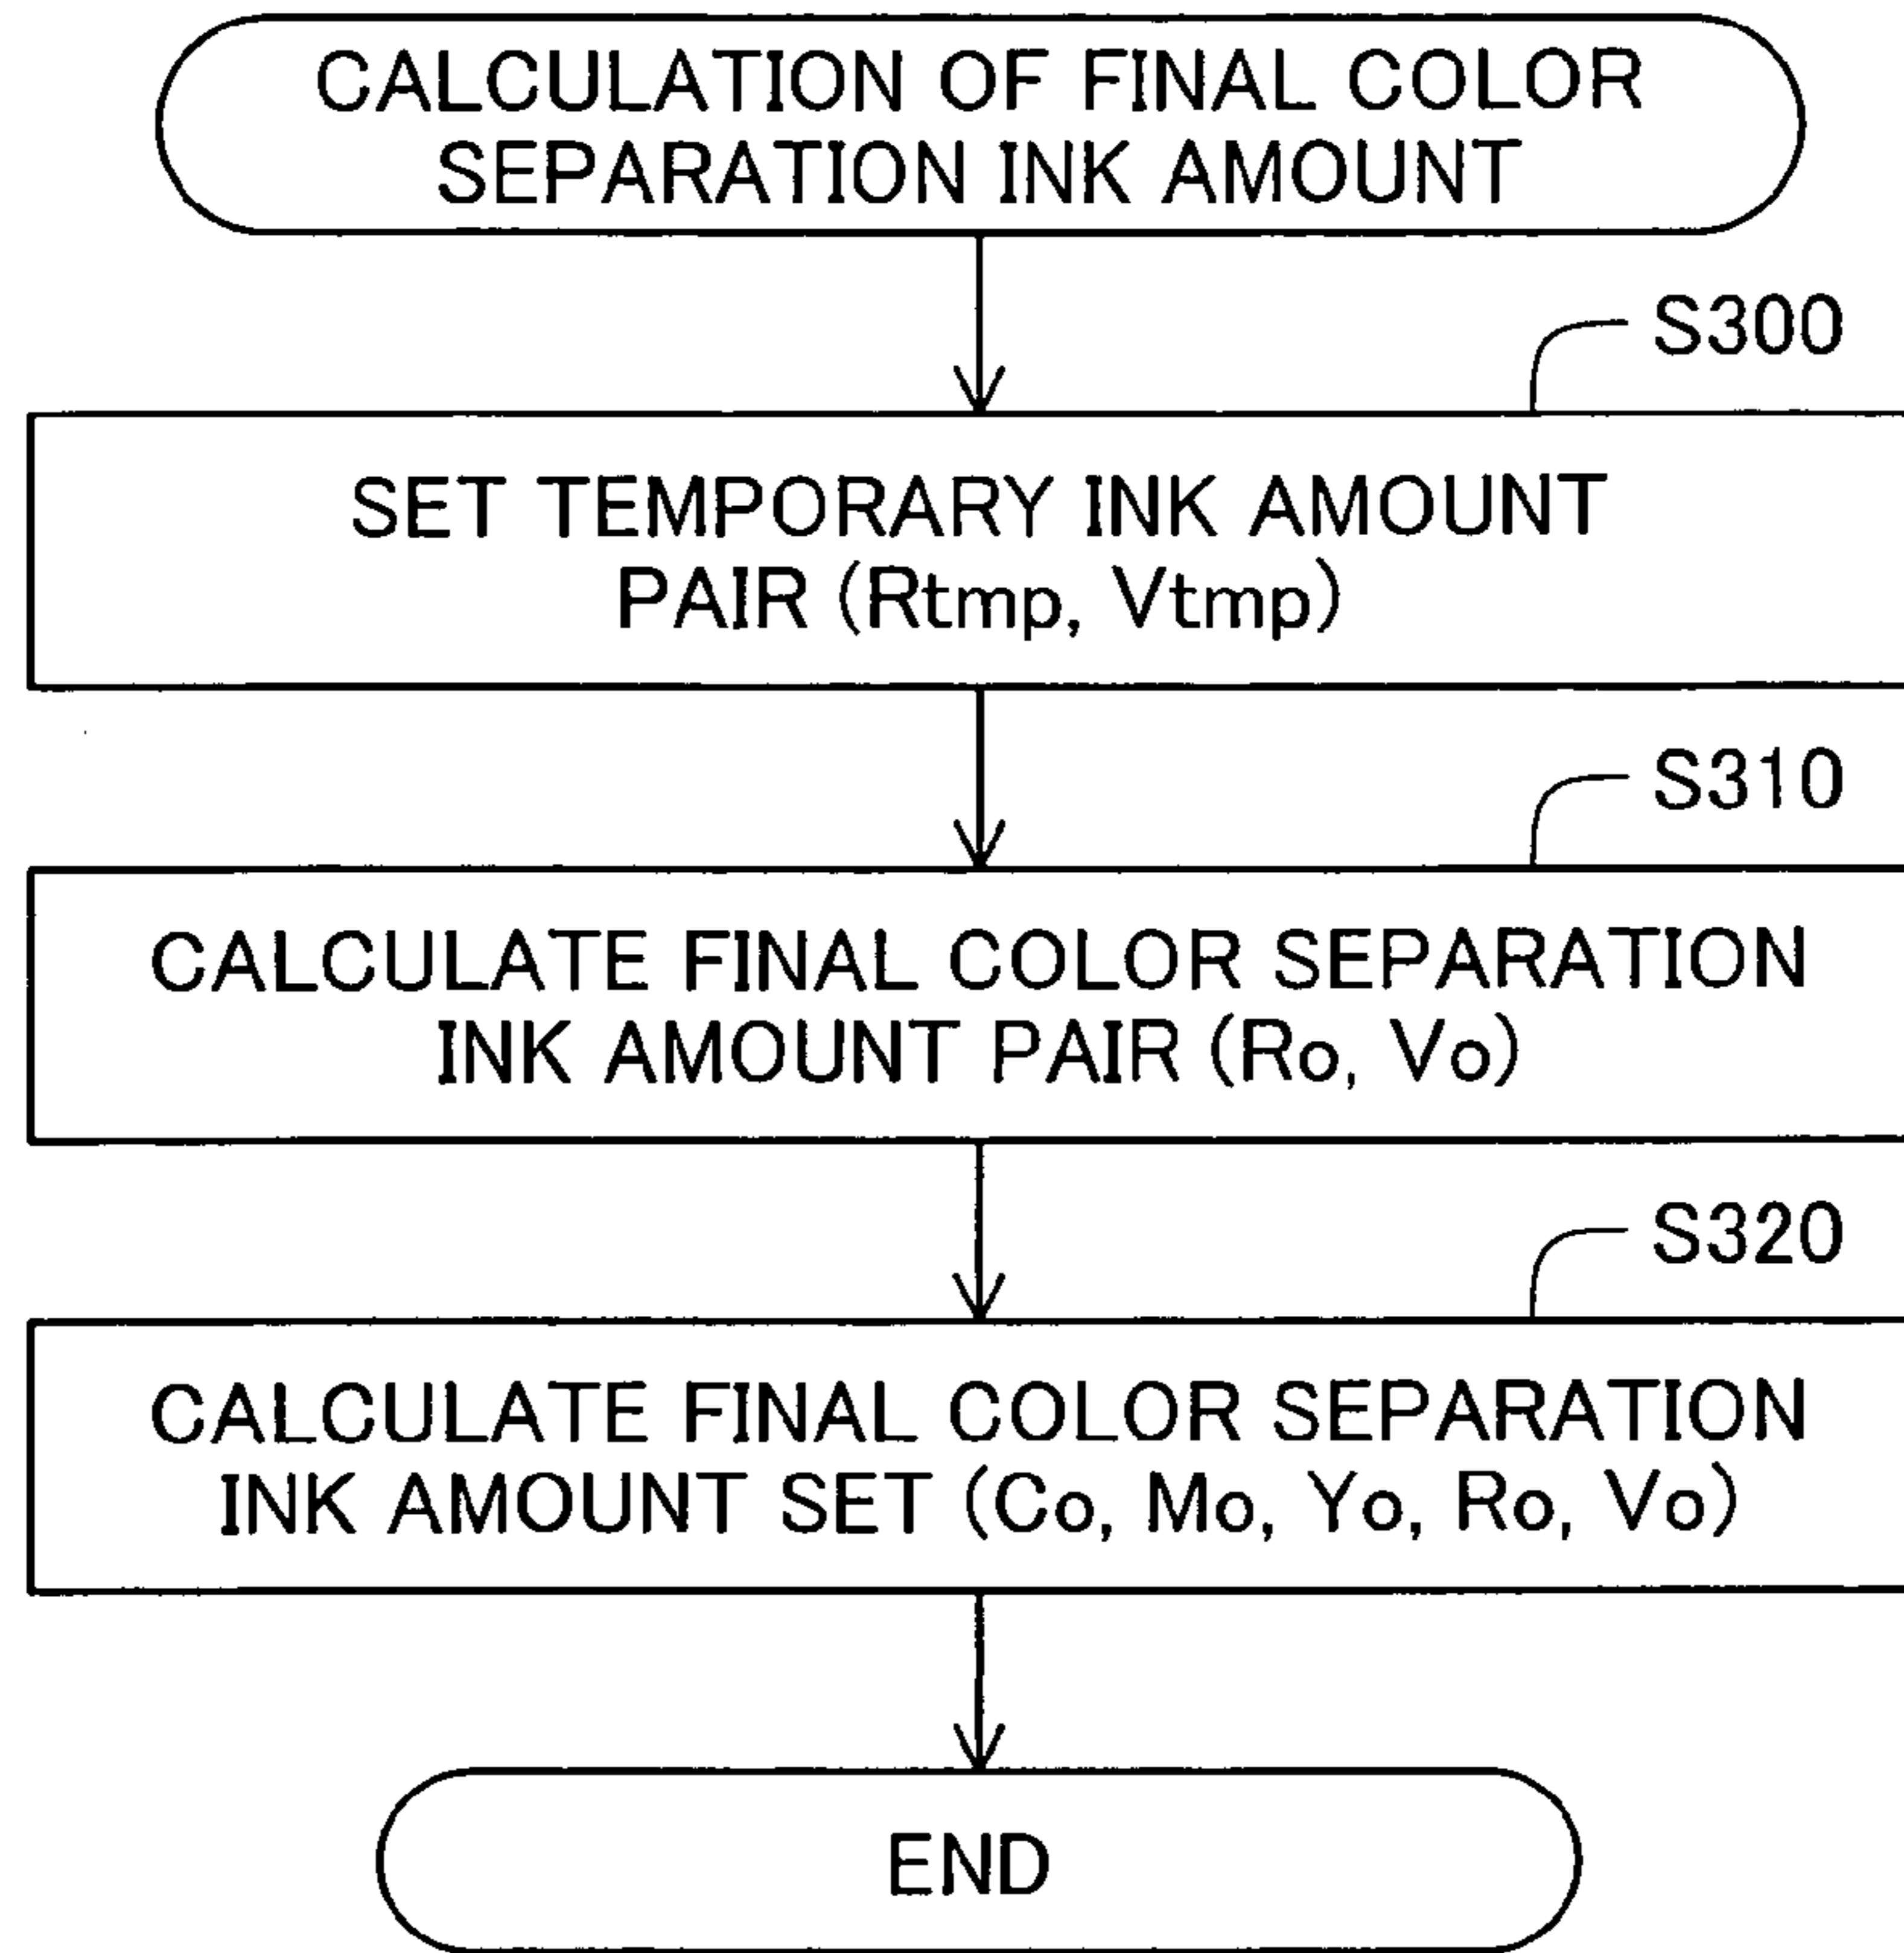 CALCULATION OF FINAL COLOR
SEPARATION INK AMOUNT
S300
SET TEMPORARY INK AMOUNT
PAIR (Rtmp, Vtmp)
S310
CALCULATE FINAL COLOR SEPARATION
INK AMOUNT PAIR (Ro, Vo)
S320
CALCULATE FINAL COLOR SEPARATION
INK AMOUNT SET (Co, Mo, Yo, Ro, Vo)
END